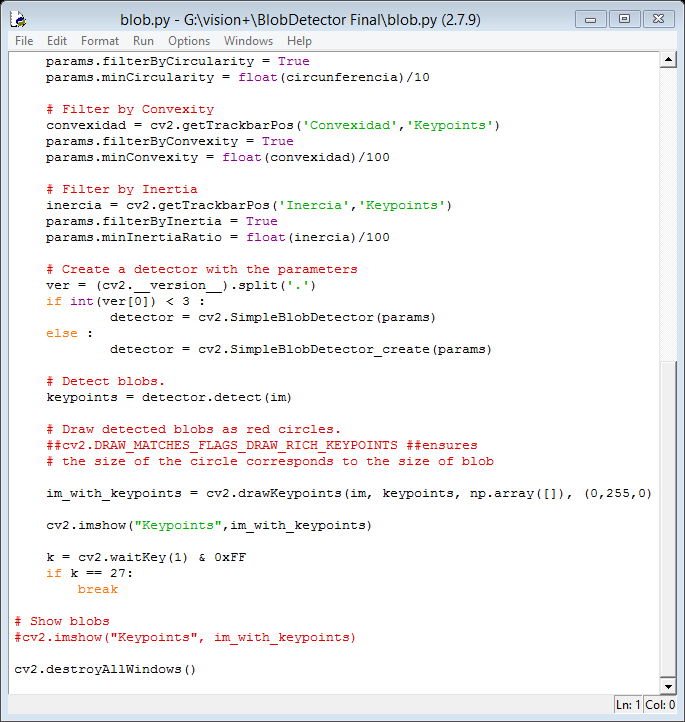 blob.py - G:\vision+\BlobDetector Final\blob.py (2.7.9)
File Edit Format Run Options Windows Help
    params.filterByCircularity = True
    params.minCircularity = float(circunferencia)/10

    # Filter by Convexity
    convexidad = cv2.getTrackbarPos('Convexidad','Keypoints')
    params.filterByConvexity = True
    params.minConvexity = float(convexidad)/100

    # Filter by Inertia
    inercia = cv2.getTrackbarPos('Inercia','Keypoints')
    params.filterByInertia = True
    params.minInertiaRatio = float(inercia)/100

    # Create a detector with the parameters
    ver = (cv2.__version__).split('.')
    if int(ver[0]) < 3 :
            detector = cv2.SimpleBlobDetector(params)
    else :
            detector = cv2.SimpleBlobDetector_create(params)

    # Detect blobs.
    keypoints = detector.detect(im)

    # Draw detected blobs as red circles.
    ##cv2.DRAW_MATCHES_FLAGS_DRAW_RICH_KEYPOINTS ##ensures
    # the size of the circle corresponds to the size of blob

    im_with_keypoints = cv2.drawKeypoints(im, keypoints, np.array([]), (0,255,0)

    cv2.imshow("Keypoints",im_with_keypoints)

    k = cv2.waitKey(1) & 0xFF
    if k == 27:
        break

# Show blobs
#cv2.imshow("Keypoints", im_with_keypoints)

cv2.destroyAllWindows()
Ln: 1 Col: 0